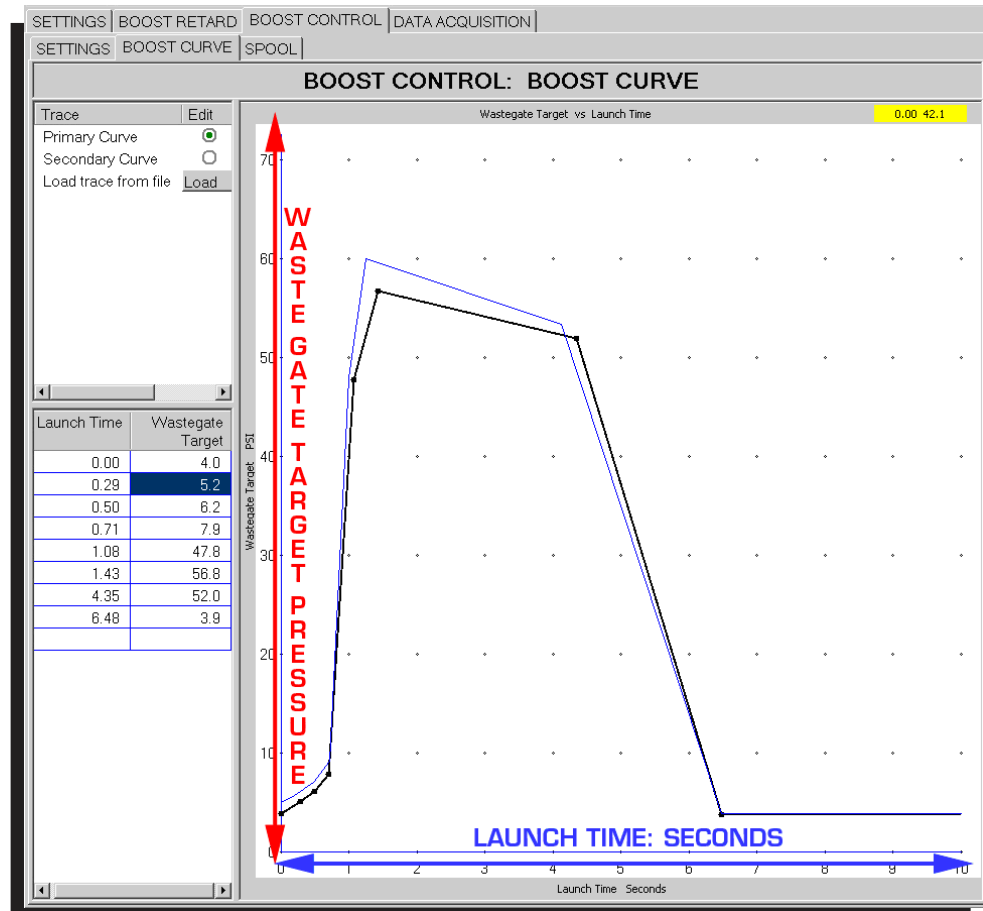 SETTINGS BOOST RETARD BOOST CONTROL DATA ACQUISITION
SETTINGS BOOST CURVE SPOOL
BOOST CONTROL: BOOST CURVE
Trace Edit
Primary Curve
Secondary Curve
Load trace from file Load
Launch Time Wastegate
Target
0.00 4.0
0.29 5.2
0.50 6.2
0.71 7.9
1.08 47.8
1.43 56.8
4.35 52.0
6.48 3.9
Wastegate Target vs Launch Time
0.00 42.1
70
60
50
40
30
20
10
0
Wastegate Target PSI
WASTE GATE TARGET PRESSURE
LAUNCH TIME: SECONDS
0 1 2 3 4 5 6 7 8 9 10
Launch Time Seconds